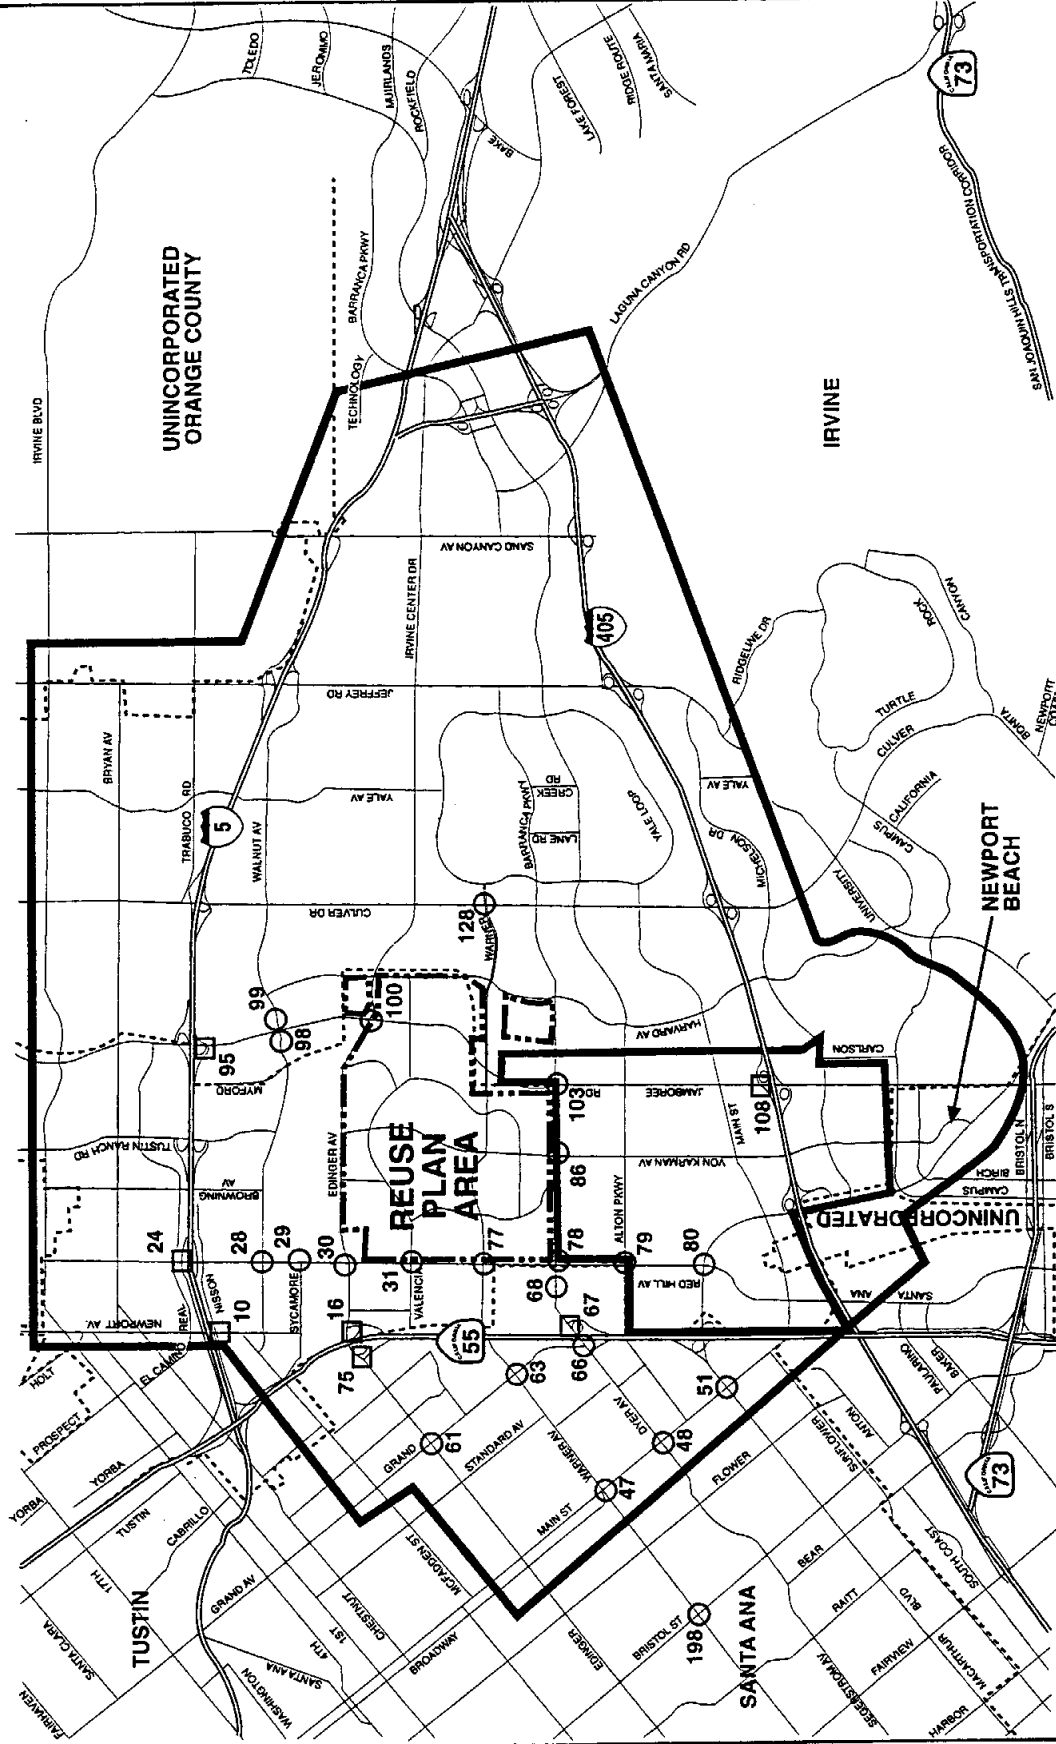 TOLEDO
JERONIMO
MUIRLANDS
ROCKFIELD
BAKE
LAKE FOREST
RIDGE ROUTE
SANTA MARIA
73
SAN JOAQUIN HILLS TRANSPORTATION CORRIDOR
UNINCORPORATED
ORANGE COUNTY
BARRANCA PKWY
LAGUNA CANYON RD
IRVINE BLVD
TECHNOLOGY
IRVINE
SAND CANYON AV
IRVINE CENTER DR
405
JEFFREY RD
RIDGELINE DR
ROCK
CANYON
TURTLE
CULVER
BONITA
NEWPORT
BRYAN AV
TRABUCO RD
5
WALNUT AV
YALE AV
BARRANCA PKWY
CREEK
RD
LANE RD
YALE LOOP
YALE AV
MICHELSON DR
CALIFORNIA
CAMPUS
UNIVERSITY
CULVER DR
128
WARNER
NEWPORT
BEACH
99
98
100
95
MYFORD
HARVARD AV
CARLSON
103
JAMBOREE
RD
108
MAIN ST
TUSTIN RANCH RD
BROWNING
AV
EDINGER AV
REUSE
PLAN
AREA
86
VON KARMAN AV
BRISTOL N
BRISTOL S
BIRCH
CAMPUS
UNINCORPORATED
24
28
29
30
31
77
78
79
80
ALTON PKWY
RED HILL AV
VALENCIA
SYCAMORE
NISSON
REAL
EL CAMINO
NEWPORT AV.
10
16
68
67
66
SANTA
ANA
55
75
63
51
61
48
47
198
HOLT
PROSPECT
YORBA
YORBA
TUSTIN
CABRILLO
17TH
GRAND AV
SANTA CLARA
FAIRHAVEN
TUSTIN
WASHINGTON
SANTA ANA
4TH
1ST
CHESTNUT
MCFADDEN ST
BROADWAY
GRAND
STANDARD AV
WARNER AV
DYER AV
MAIN ST
EDINGER
BRISTOL ST
FLOWER
SUNFLOWER
ANTON
BAKER
PAULARINO
73
BEAR
RAITT
SOUTH COAST
BLVD
MACARTHUR
FAIRVIEW
SEGERSTROM AV
HARBOR
SANTA ANA